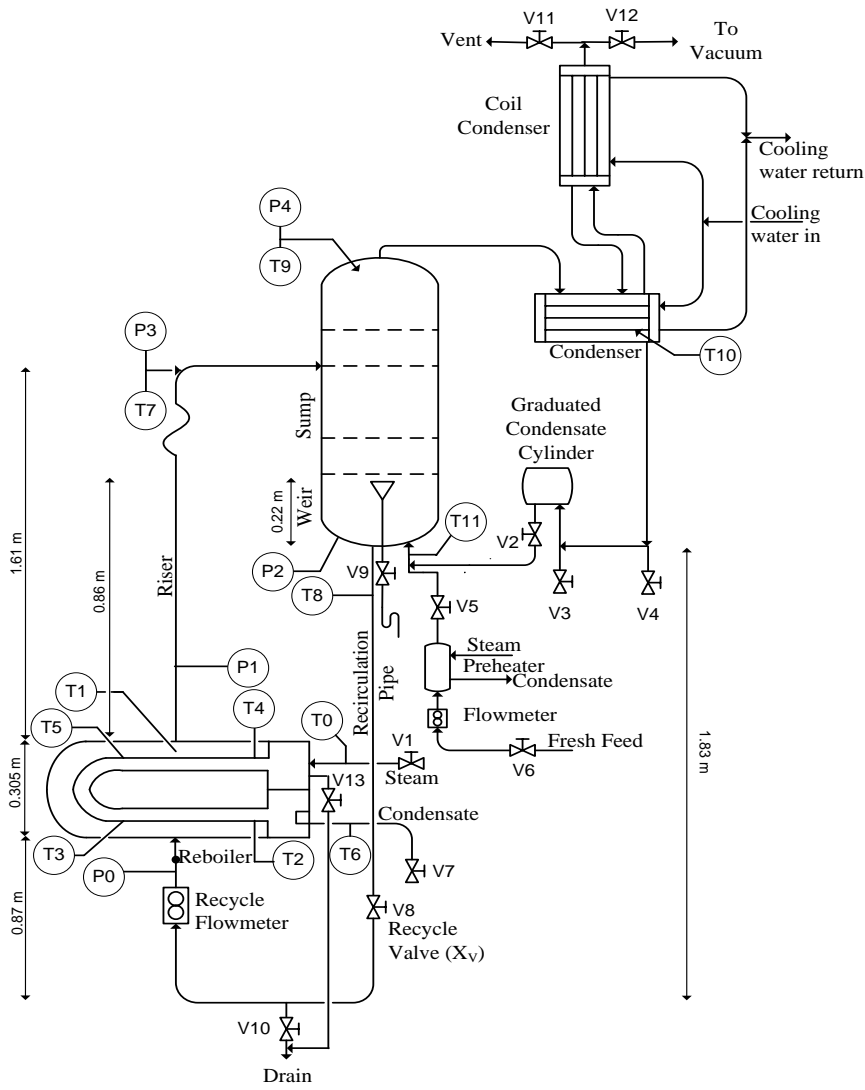 V11
V12
Vent
To
Vacuum
Coil
Condenser
Cooling
water return
Cooling
water in
P4
T9
P3
T7
Condenser
T10
Sump
Graduated
Condensate
Cylinder
1.61 m
0.22 m
Weir
T11
V2
P2
V9
T8
V3
V4
V5
Riser
0.86 m
Recirculation
Pipe
Steam
Preheater
Condensate
P1
T1
T4
T5
T0
V1
Flowmeter
Fresh Feed
V6
Steam
1.83 m
V13
0.305 m
Condensate
T3
Reboiler
T2
T6
V7
P0
Recycle
Flowmeter
V8
Recycle
Valve (XV)
0.87 m
V10
Drain